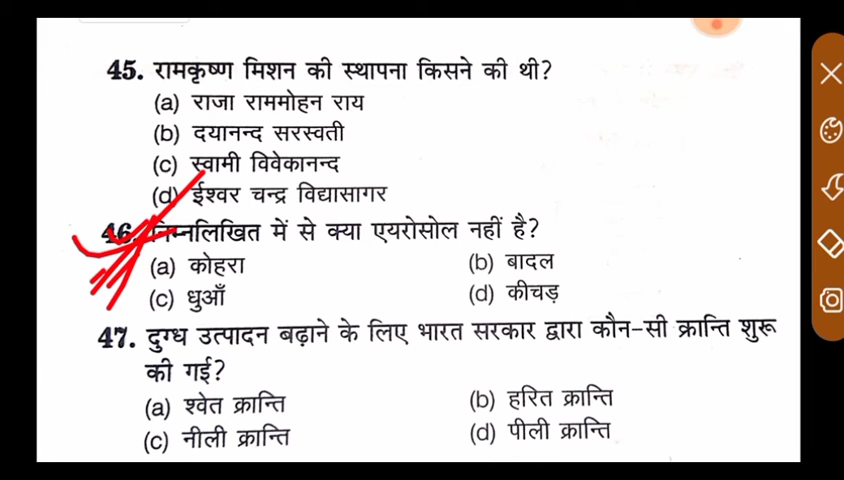 45. रामकृष्ण मिशन की स्थापना किसने की थी?
(a) राजा राममोहन राय
(b) दयानन्द सरस्वती
(c) स्वामी विवेकानन्द
(d) ईश्वर चन्द्र विद्यासागर
46. निम्नलिखित में से क्या एयरोसोल नहीं है?
(a) कोहरा (b) बादल
(c) धुआँ (d) कीचड़
47. दुग्ध उत्पादन बढ़ाने के लिए भारत सरकार द्वारा कौन-सी क्रान्ति शुरू
की गई?
(a) श्वेत क्रान्ति (b) हरित क्रान्ति
(c) नीली क्रान्ति (d) पीली क्रान्ति